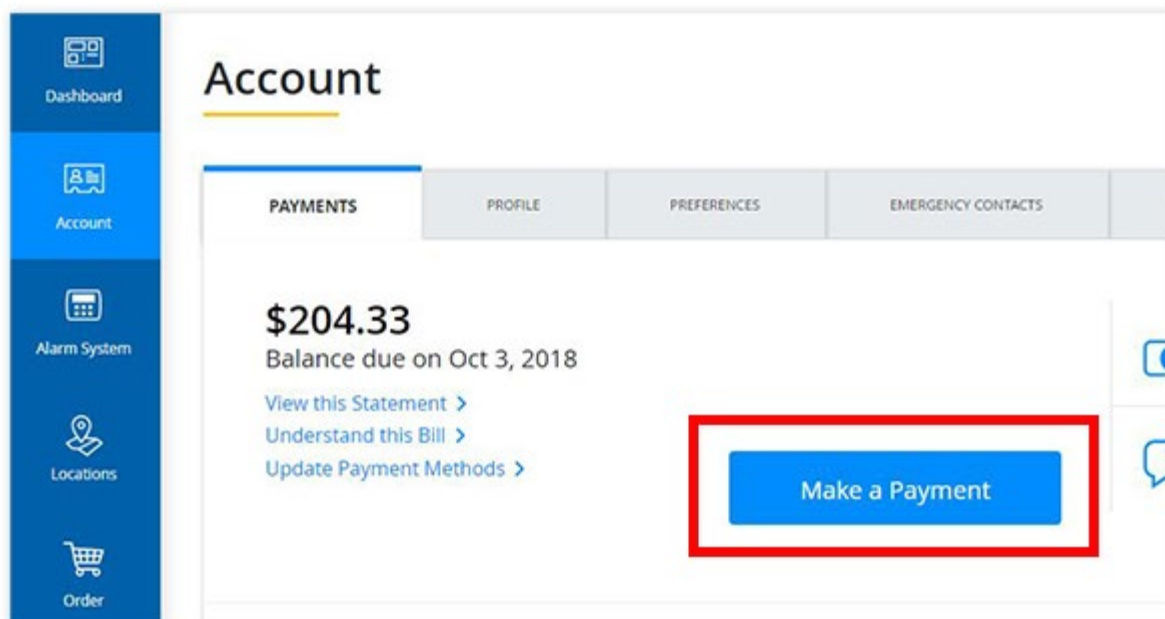 Dashboard
Account
Alarm System
Locations
Order
Account
PAYMENTS
PROFILE
PREFERENCES
EMERGENCY CONTACTS
$204.33
Balance due on Oct 3, 2018
View this Statement >
Understand this Bill >
Update Payment Methods >
Make a Payment